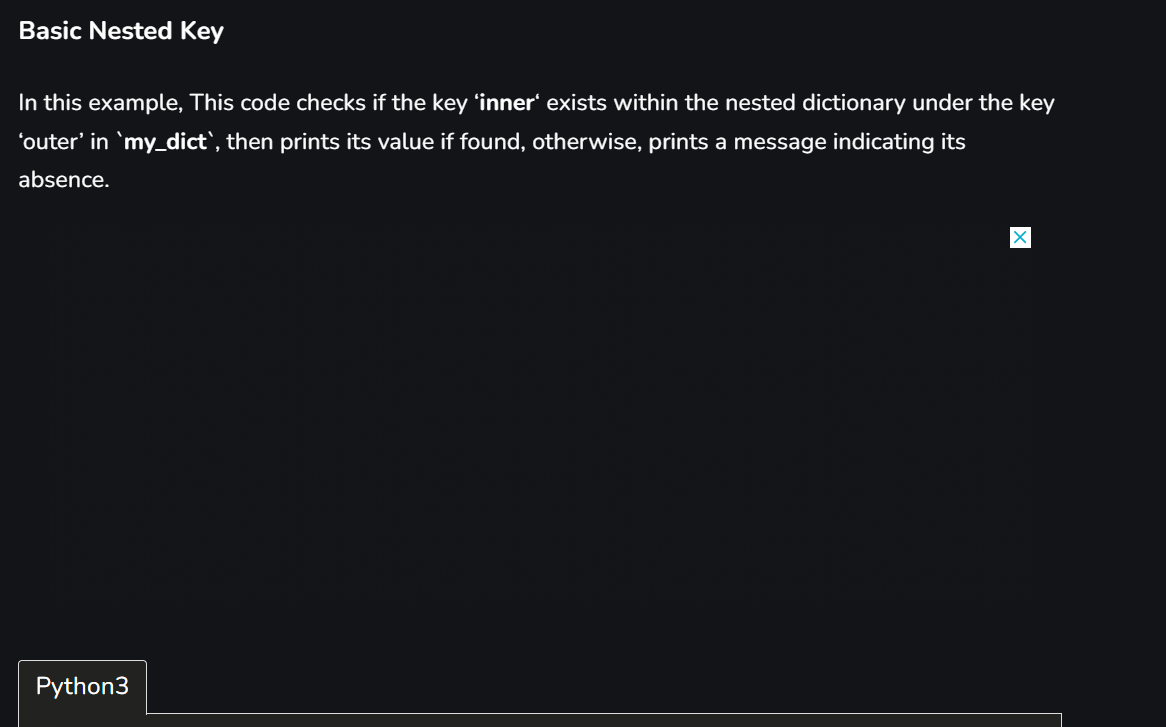 Basic Nested Key
In this example, This code checks if the key ‘inner‘ exists within the nested dictionary under the key
‘outer’ in `my_dict`, then prints its value if found, otherwise, prints a message indicating its
absence.
Python3